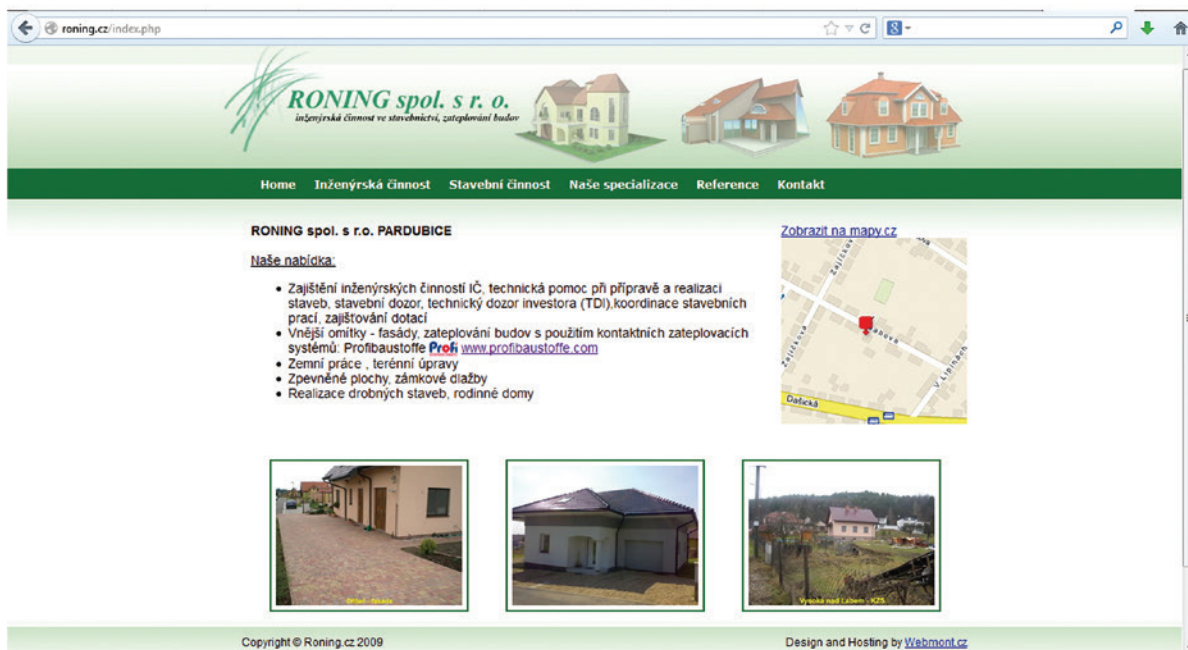 roning.cz/index.php
RONING spol. s r. o.
inženýrská činnost ve stavebnictví, zateplování budov
Home Inženýrská činnost Stavební činnost Naše specializace Reference Kontakt
RONING spol. s r.o. PARDUBICE
Naše nabídka:
Zajištění inženýrských činností IČ, technická pomoc při přípravě a realizaci
staveb, stavební dozor, technický dozor investora (TDI),koordinace stavebních
prací, zajišťování dotací
Vnější omítky - fasády, zateplování budov s použitím kontaktních zateplovacích
systémů: Profibaustoffe Profi www.profibaustoffe.com
Zemní práce , terénní úpravy
Zpevněné plochy, zámkové dlažby
Realizace drobných staveb, rodinné domy
Zobrazit na mapy.cz
Zajíčkova
Zajíčkova
V Lipinách
Dašická
Vysoká nad Labem - KZS
Copyright © Roning.cz 2009
Design and Hosting by Webmont.cz